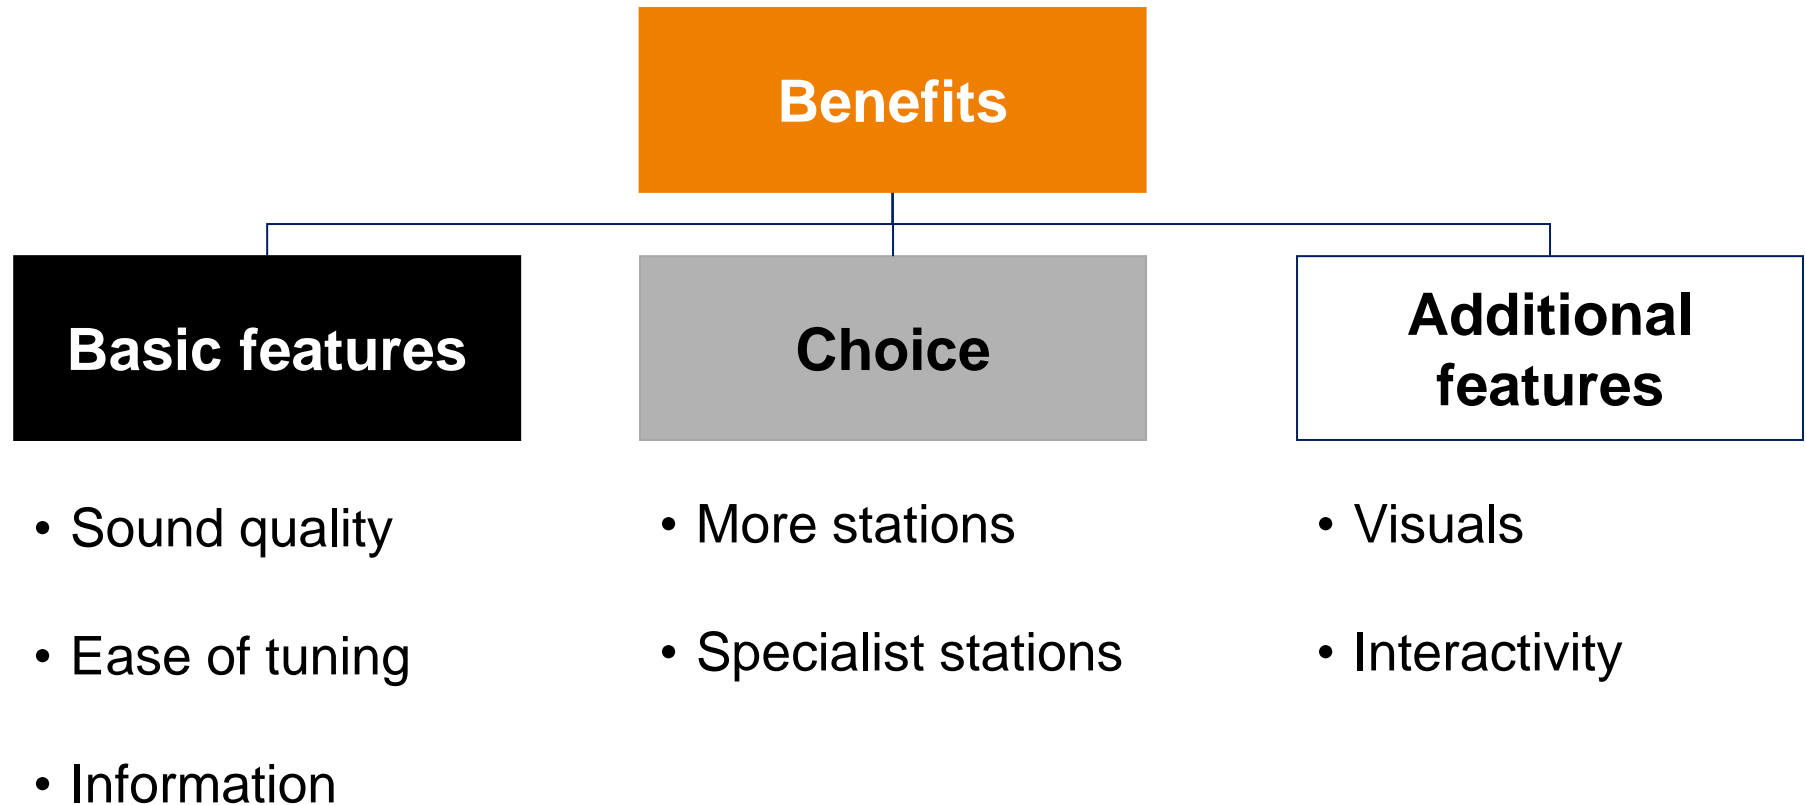 Benefits
Basic features
Choice
Additional
features
• Sound quality
• Ease of tuning
• Information
• More stations
• Specialist stations
• Visuals
• Interactivity